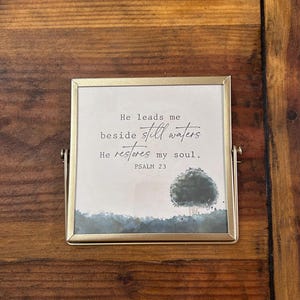 He leads me
beside still waters
He restores my soul.
PSALM 23